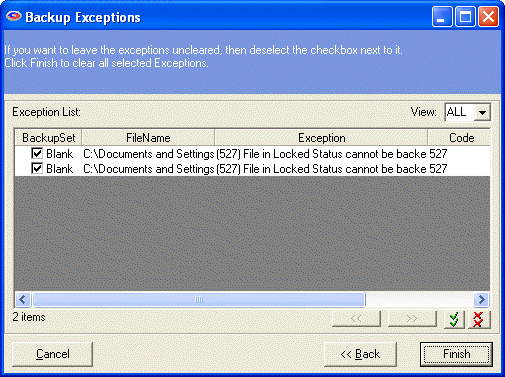 Backup Exceptions
If you want to leave the exceptions uncleared, then deselect the checkbox next to it.
Click Finish to clear all selected Exceptions.
Exception List:
View: ALL
BackupSet FileName Exception Code
Blank C:\Documents and Settings (527) File in Locked Status cannot be backe 527
Blank C:\Documents and Settings (527) File in Locked Status cannot be backe 527
2 items
<< >>
Cancel << Back Finish